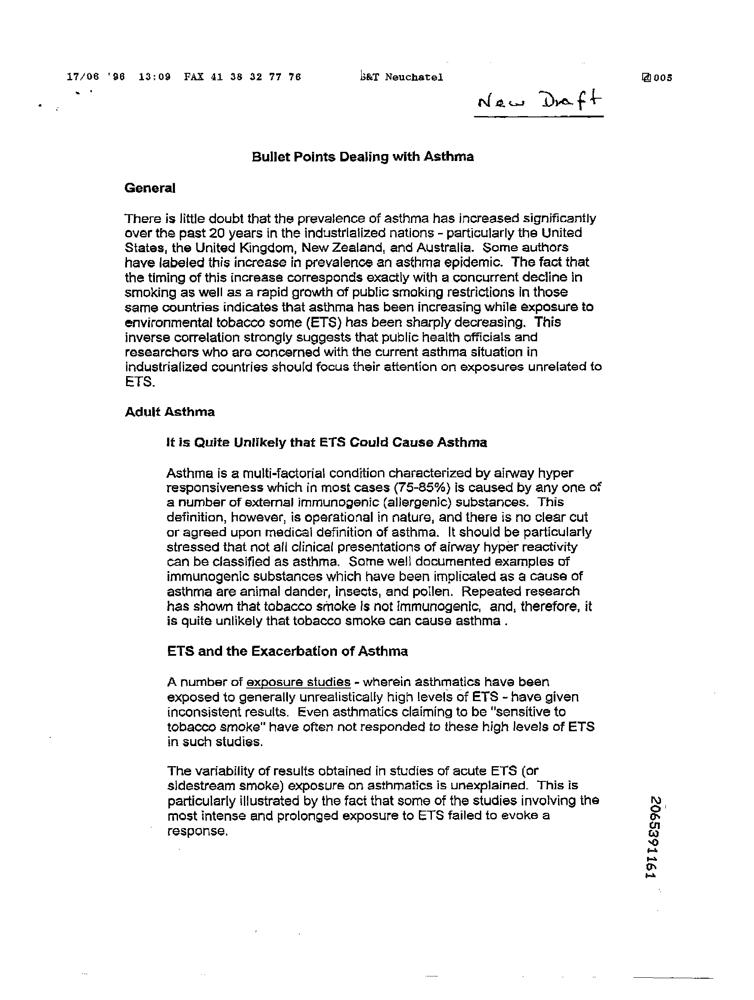 17/06 '96 13:09 FAX 41 38 32 77 76 S&T Neuchatel 005
New Draft
Bullet Points Dealing with Asthma
General
There is little doubt that the prevalence of asthma has increased significantly
over the past 20 years in the industrialized nations - particularly the United
States, the United Kingdom, New Zealand, and Australia. Some authors
have labeled this increase in prevalence an asthma epidemic. The fact that
the timing of this increase corresponds exactly with a concurrent decline in
smoking as well as a rapid growth of public smoking restrictions in those
same countries indicates that asthma has been increasing while exposure to
environmental tobacco some (ETS) has been sharply decreasing. This
inverse correlation strongly suggests that public health officials and
researchers who are concerned with the current asthma situation in
industrialized countries should focus their attention on exposures unrelated to
ETS.
Adult Asthma
It is Quite Unlikely that ETS Could Cause Asthma
Asthma is a multi-factorial condition characterized by airway hyper
responsiveness which in most cases (75-85%) is caused by any one of
a number of external immunogenic (allergenic) substances. This
definition, however, is operational in nature, and there is no clear cut
or agreed upon medical definition of asthma. It should be particularly
stressed that not all clinical presentations of airway hyper reactivity
can be classified as asthma. Some well documented examples of
immunogenic substances which have been implicated as a cause of
asthma are animal dander, insects, and pollen. Repeated research
has shown that tobacco smoke is not immunogenic, and, therefore, it
is quite unlikely that tobacco smoke can cause asthma .
ETS and the Exacerbation of Asthma
A number of exposure studies - wherein asthmatics have been
exposed to generally unrealistically high levels of ETS - have given
inconsistent results. Even asthmatics claiming to be "sensitive to
tobacco smoke" have often not responded to these high levels of ETS
in such studies.
The variability of results obtained in studies of acute ETS (or
sidestream smoke) exposure on asthmatics is unexplained. This is
particularly illustrated by the fact that some of the studies involving the
most intense and prolonged exposure to ETS failed to evoke a
response.
2065391161